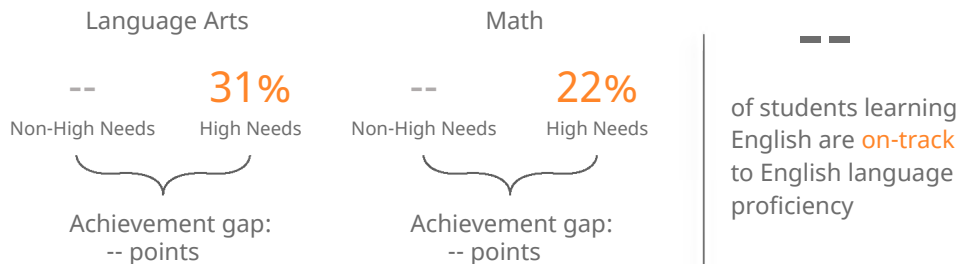 Language Arts
-- 31%
Non-High Needs High Needs
Achievement gap:
-- points
Math
-- 22%
Non-High Needs High Needs
Achievement gap:
-- points
--
of students learning
English are on-track
to English language
proficiency